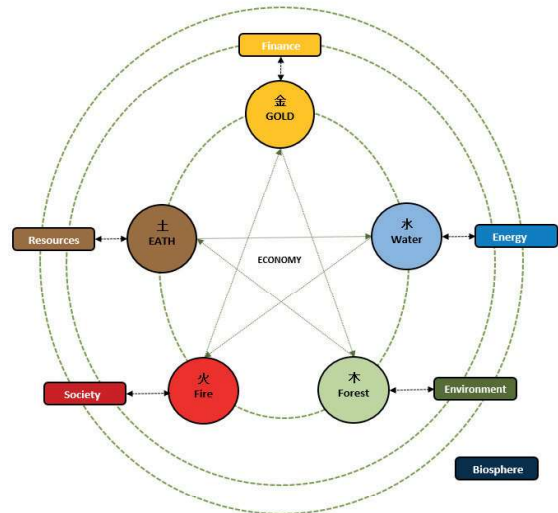 Finance
金
GOLD
土
EATH
水
Water
Resources
Energy
ECONOMY
火
Fire
木
Forest
Society
Environment
Biosphere